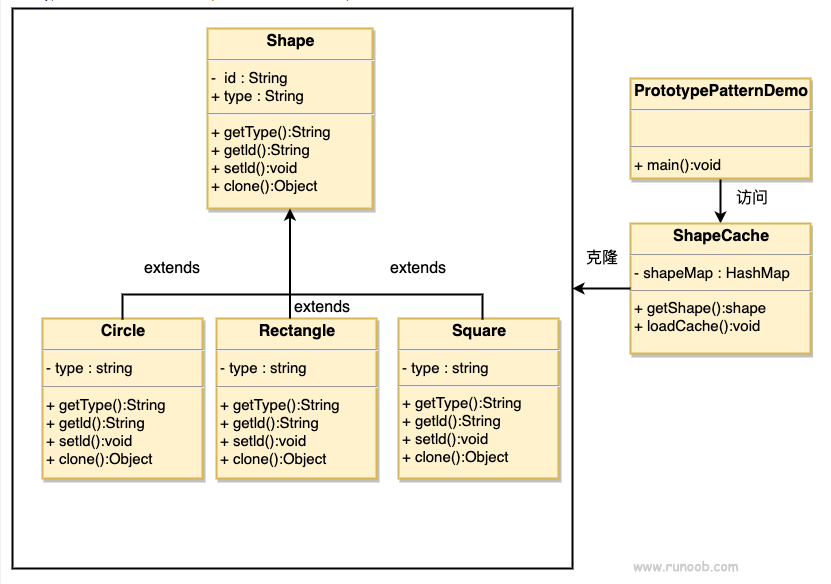 Shape
- id : String
+ type : String
+ getType():String
+ getId():String
+ setId():void
+ clone():Object
PrototypePatternDemo
+ main():void
访问
ShapeCache
- shapeMap : HashMap
+ getShape():shape
+ loadCache():void
克隆
extends
extends
extends
Circle
- type : string
+ getType():String
+ getId():String
+ setId():void
+ clone():Object
Rectangle
- type : string
+ getType():String
+ getId():String
+ setId():void
+ clone():Object
Square
- type : string
+ getType():String
+ getId():String
+ setId():void
+ clone():Object
www.runoob.com